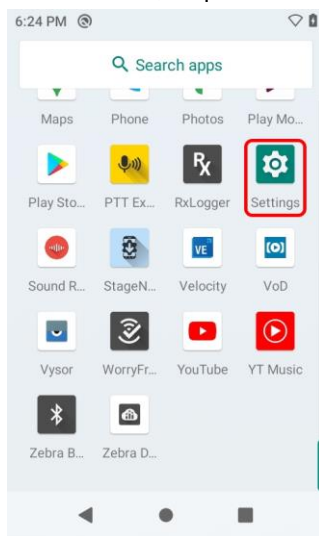 6:24 PM
Search apps
Maps Phone Photos Play Mo...
Play Sto... PTT Ex... RxLogger Settings
Rx
VE
Sound R... StageN... Velocity VoD
Vysor WorryFr... YouTube YT Music
Zebra B... Zebra D...